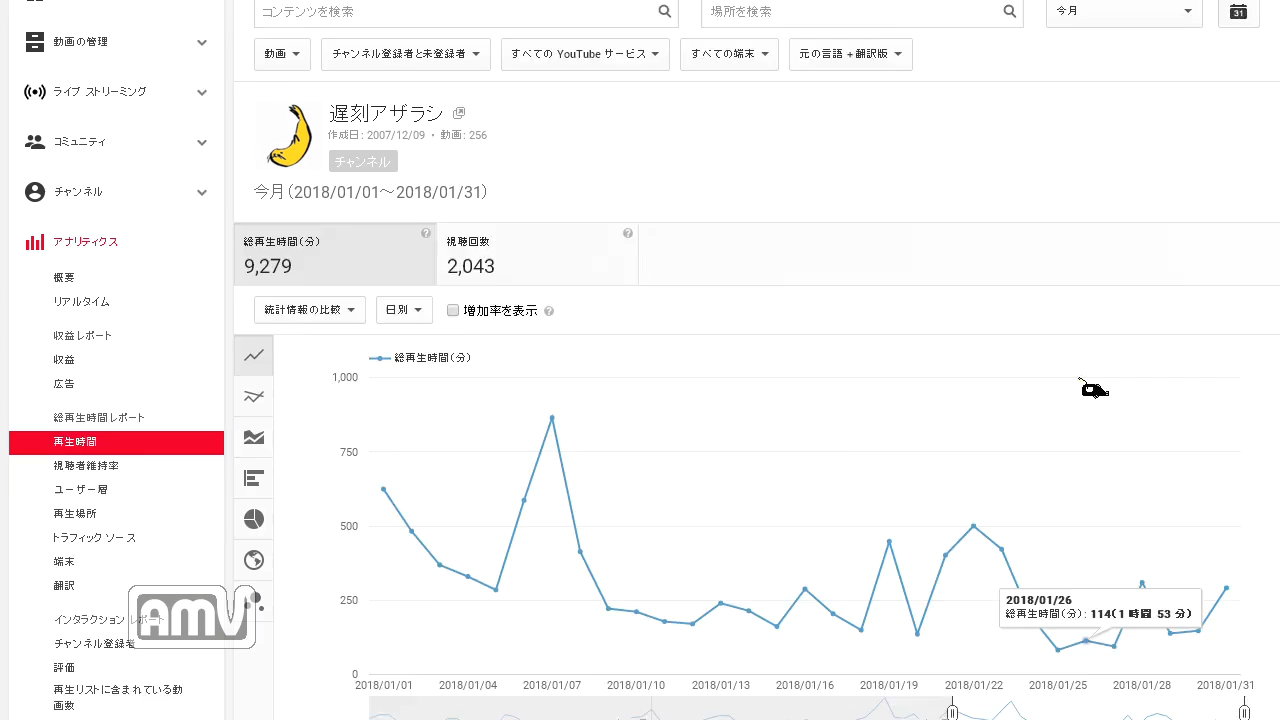 コンテンツを検索
場所を検索
今月
31
動画の管理
動画
チャンネル登録者と未登録者
すべての YouTube サービス
すべての端末
元の言語 + 翻訳版
ライブ ストリーミング
コミュニティ
チャンネル
アナリティクス
概要
リアルタイム
収益レポート
収益
広告
総再生時間レポート
再生時間
視聴者維持率
ユーザー層
再生場所
トラフィック ソース
端末
翻訳
インタラクション レポート
チャンネル登録者
評価
再生リストに含まれている動
画数
AMV
遅刻アザラシ
作成日: 2007/12/09 ・ 動画: 256
チャンネル
今月(2018/01/01～2018/01/31)
総再生時間(分)
?
9,279
視聴回数
?
2,043
統計情報の比較
日別
増加率を表示
?
総再生時間(分)
1,000
750
500
250
0
2018/01/26
総再生時間(分): 114(1 時間 53 分)
2018/01/01
2018/01/04
2018/01/07
2018/01/10
2018/01/13
2018/01/16
2018/01/19
2018/01/22
2018/01/25
2018/01/28
2018/01/31